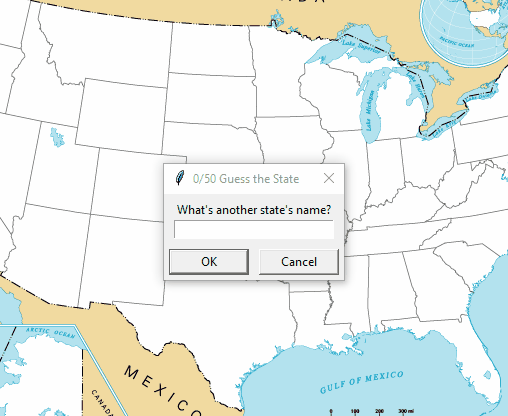 D A
Lake Superior
PACIFIC OCEAN
Lake Michigan
0/50 Guess the State
What's another state's name?
OK
Cancel
ARCTIC OCEAN
CANADA
MEXICO
GULF OF MEXICO
0 100 200 300 mi